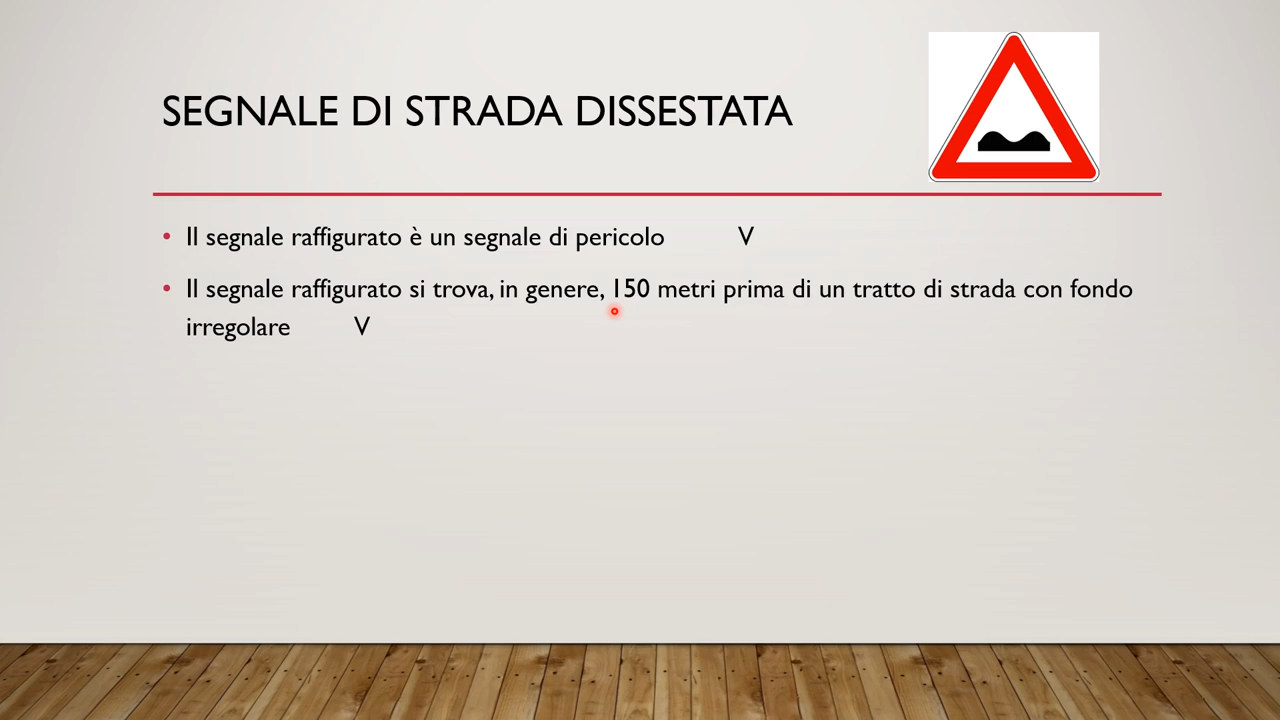 SEGNALE DI STRADA DISSESTATA
• Il segnale raffigurato è un segnale di pericolo V
• Il segnale raffigurato si trova, in genere, 150 metri prima di un tratto di strada con fondo
irregolare V